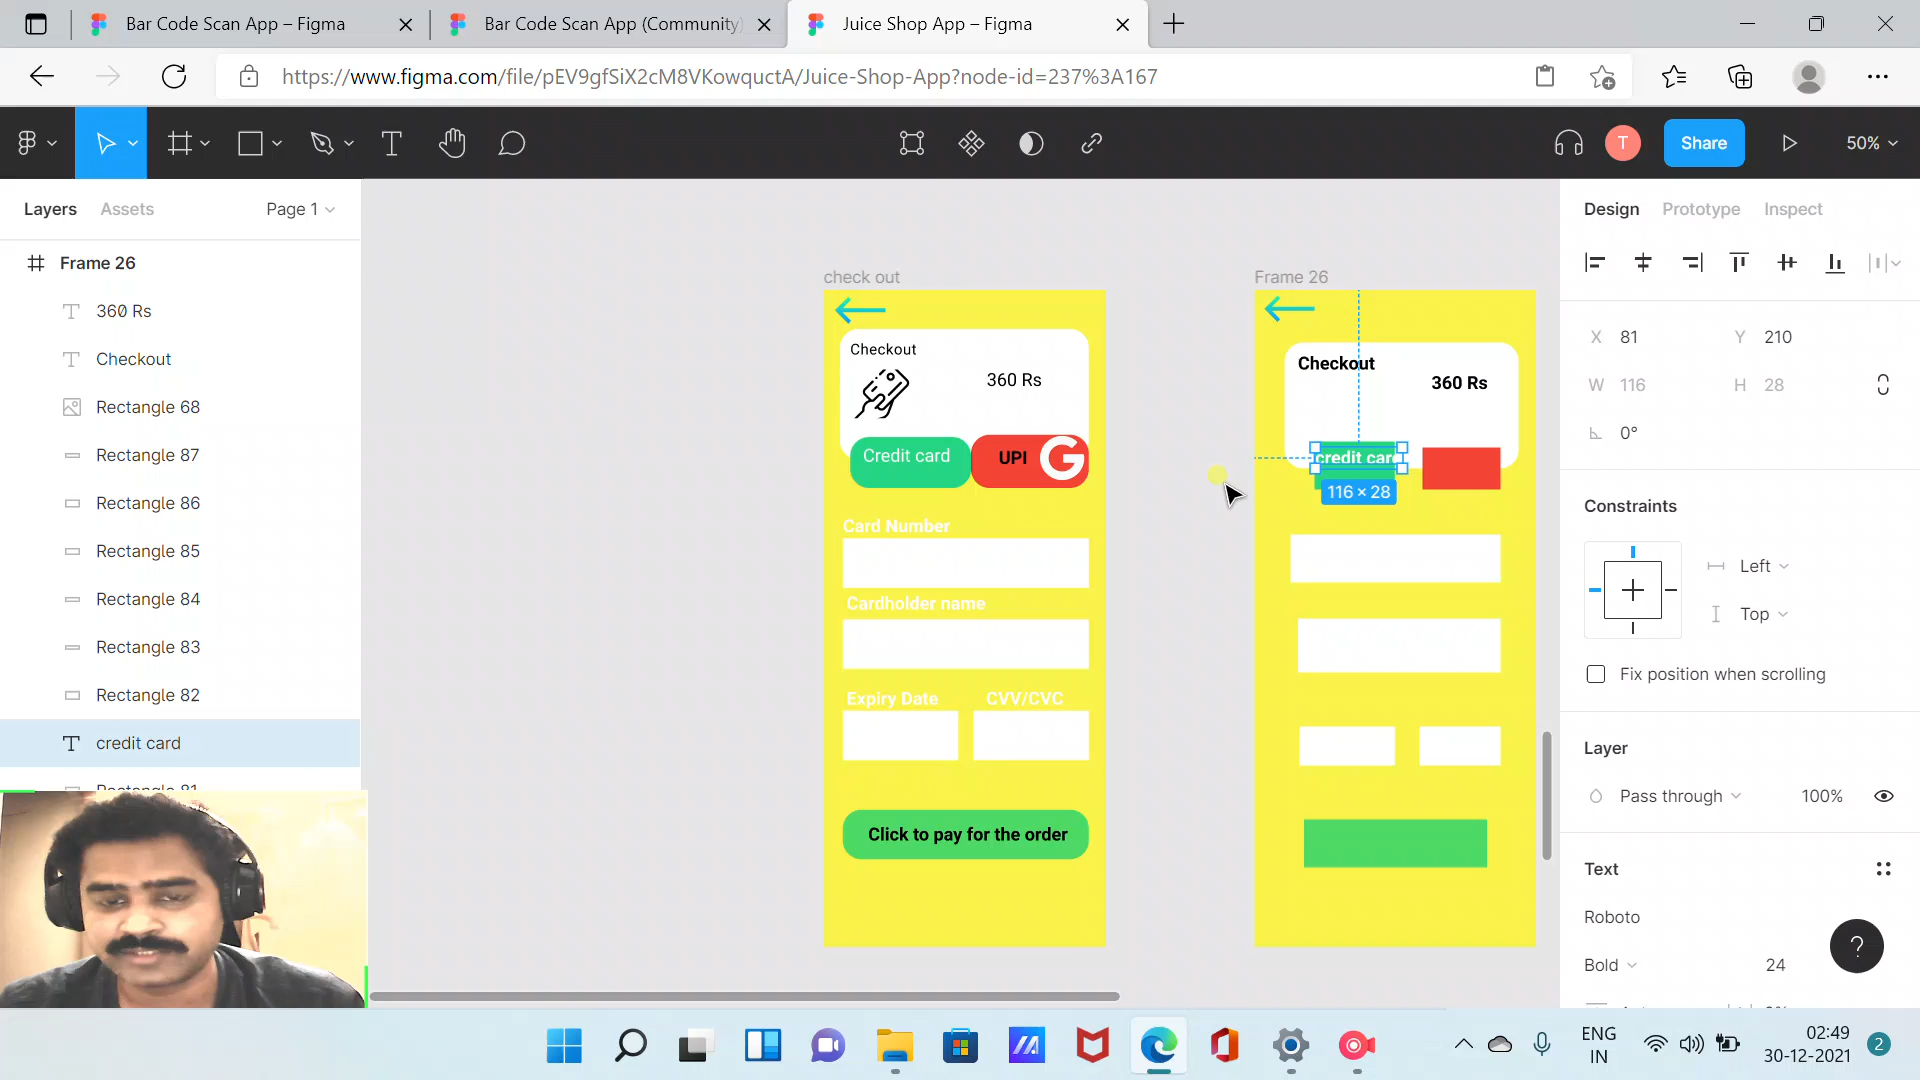 Bar Code Scan App – Figma
Bar Code Scan App (Community)
Juice Shop App – Figma
https://www.figma.com/file/pEV9gfSiX2cM8VKowquctA/Juice-Shop-App?node-id=237%3A167
T
Share
50%
Layers
Assets
Page 1
Design
Prototype
Inspect
Frame 26
360 Rs
Checkout
Rectangle 68
Rectangle 87
Rectangle 86
Rectangle 85
Rectangle 84
Rectangle 83
Rectangle 82
credit card
Rectangle 81
check out
Checkout
360 Rs
Credit card
UPI
G
Card Number
Cardholder name
Expiry Date
CVV/CVC
Click to pay for the order
Frame 26
Checkout
360 Rs
credit card
116 × 28
X 81
Y 210
W 116
H 28
0°
Constraints
Left
Top
Fix position when scrolling
Layer
Pass through
100%
Text
Roboto
Bold
24
?
ENG
IN
02:49
30-12-2021
2